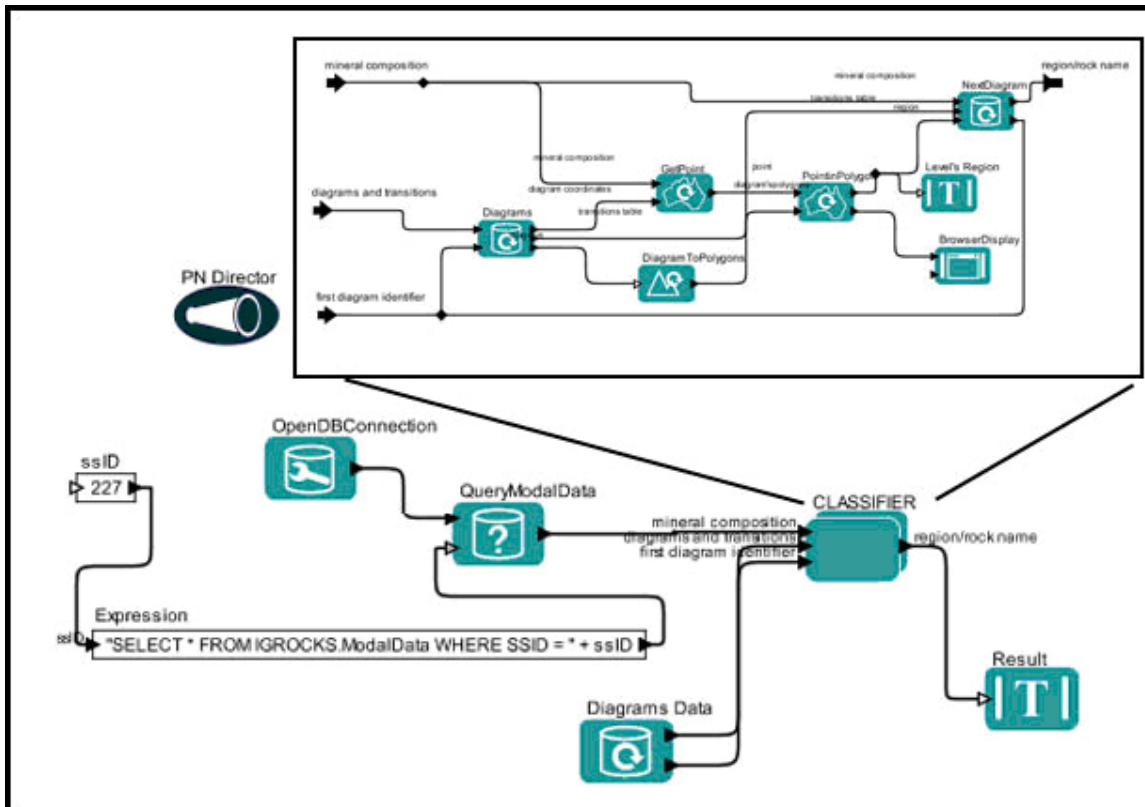 mineral composition
region/rock name
mineral composition
NextDiagram
transitions table
region
mineral composition
GetPoint
point
Level's Region
T
diagrams and transitions
diagram coordinates
PointinPolygon
Diagrams
transitions table
BrowserDisplay
DiagramToPolygons
PN Director
first diagram identifier
OpenDBConnection
ssID
227
QueryModalData
?
CLASSIFIER
mineral composition
diagrams and transitions
first diagram identifier
region/rock name
Expression
ssID
"SELECT * FROM IGROCKS.ModalData WHERE SSID = " + ssID
Result
T
Diagrams Data